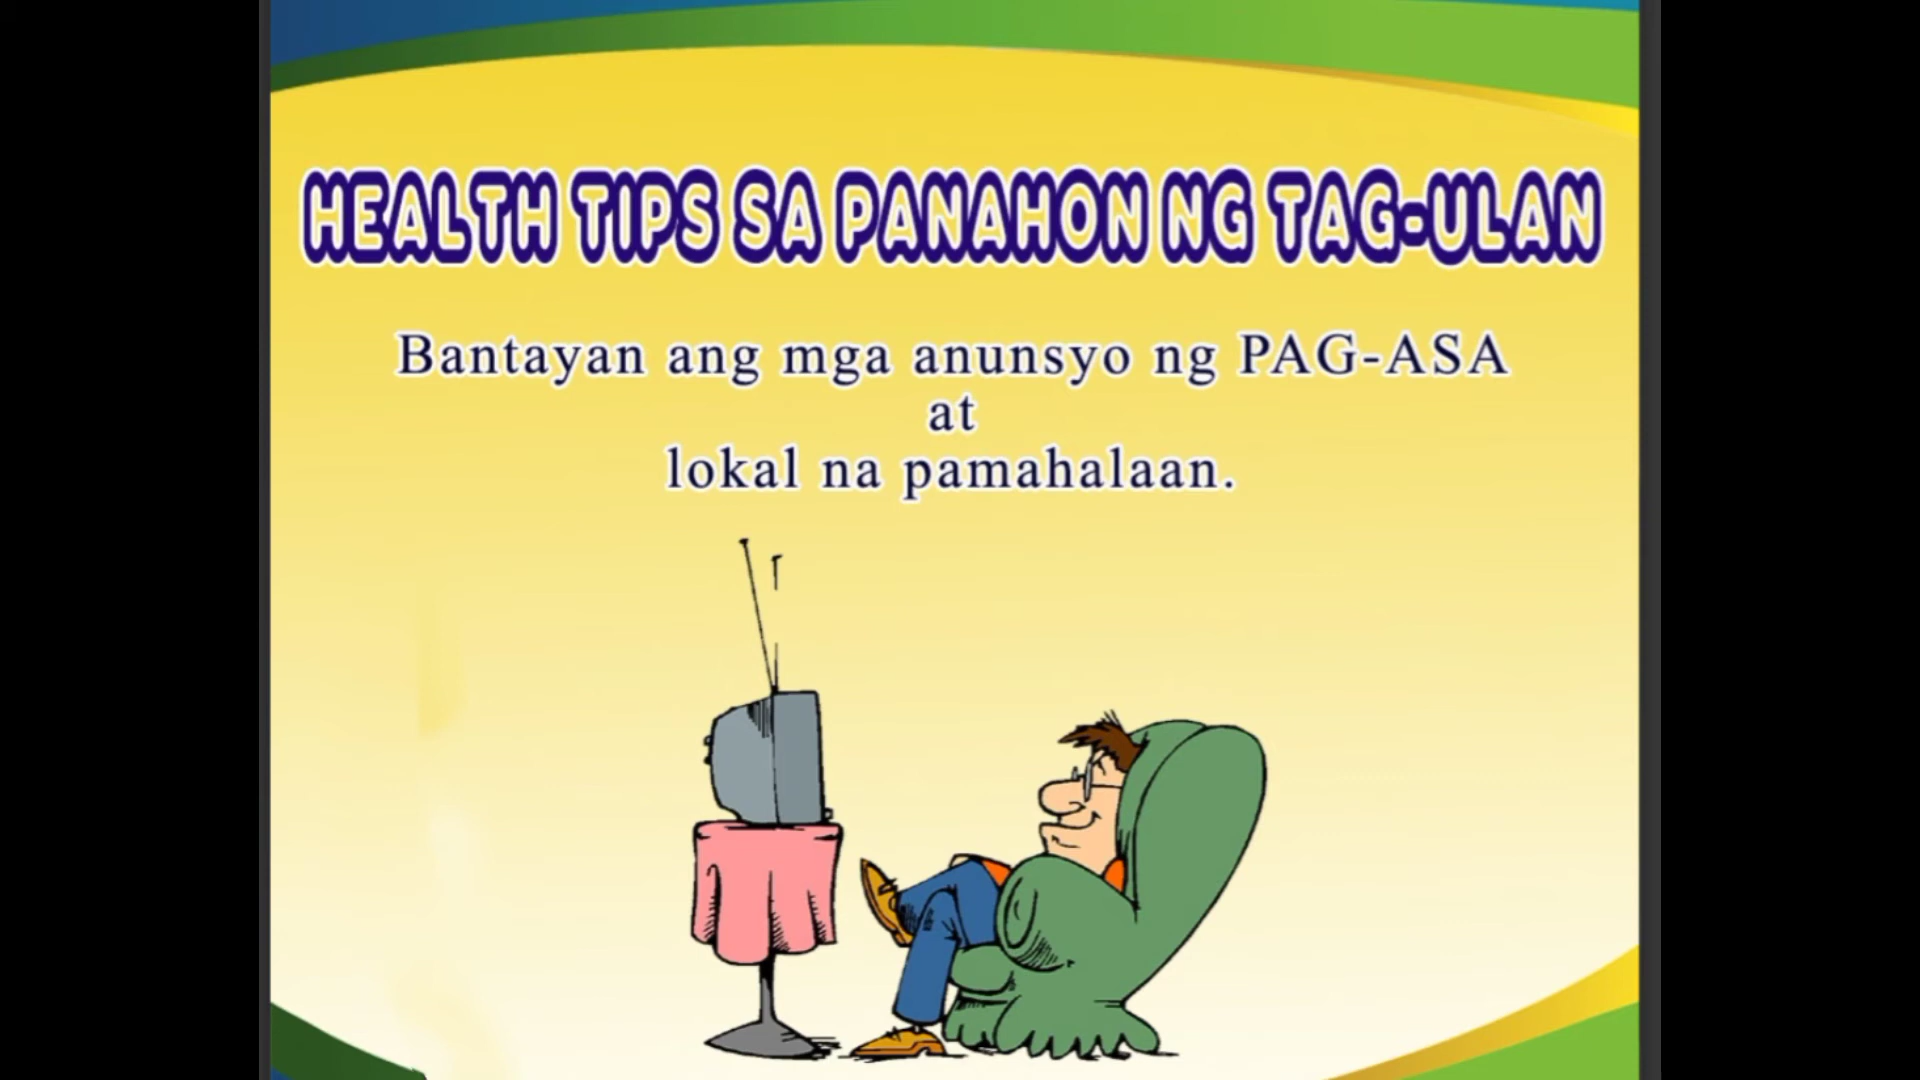 HEALTH TIPS SA PANAHON NG TAG-ULAN
Bantayan ang mga anunsyo ng PAG-ASA
at
lokal na pamahalaan.